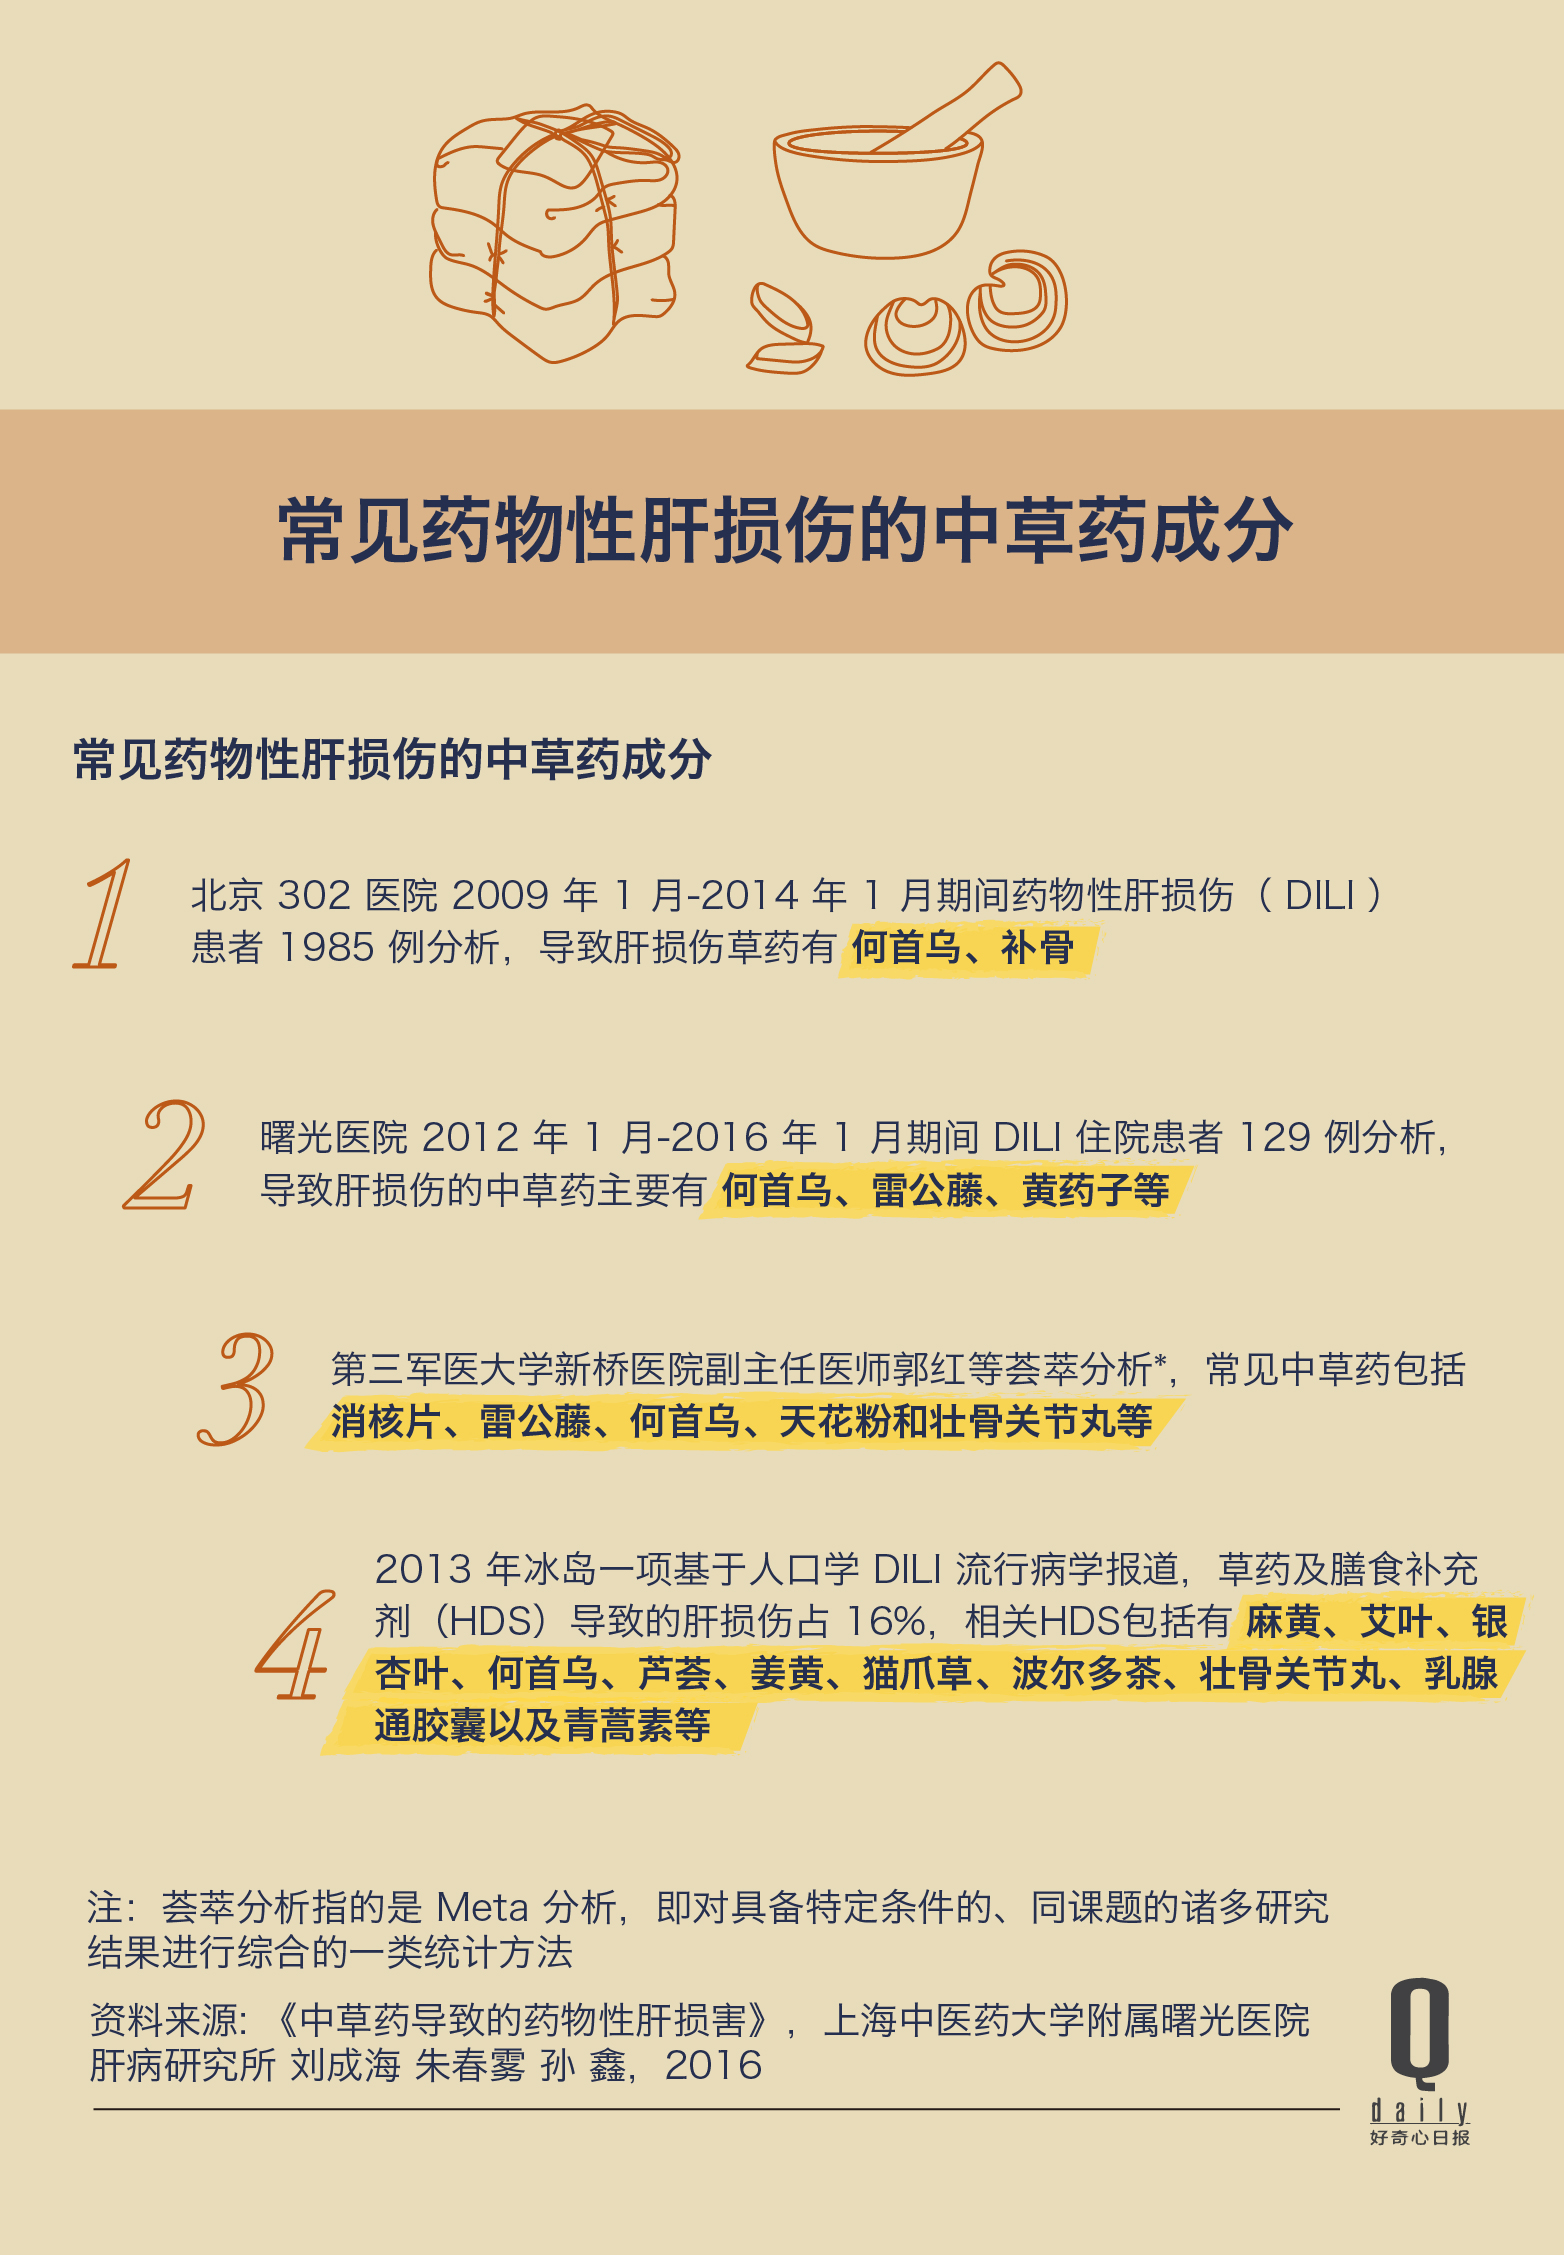 常见药物性肝损伤的中草药成分
常见药物性肝损伤的中草药成分
1
北京 302 医院 2009 年 1 月-2014 年 1 月期间药物性肝损伤（ DILI ）
患者 1985 例分析，导致肝损伤草药有 何首乌、补骨
2
曙光医院 2012 年 1 月-2016 年 1 月期间 DILI 住院患者 129 例分析，
导致肝损伤的中草药主要有 何首乌、雷公藤、黄药子等
3
第三军医大学新桥医院副主任医师郭红等荟萃分析*，常见中草药包括
消核片、雷公藤、何首乌、天花粉和壮骨关节丸等
4
2013 年冰岛一项基于人口学 DILI 流行病学报道，草药及膳食补充
剂（HDS）导致的肝损伤占 16%，相关HDS包括有 麻黄、艾叶、银
杏叶、何首乌、芦荟、姜黄、猫爪草、波尔多茶、壮骨关节丸、乳腺
通胶囊以及青蒿素等
注：荟萃分析指的是 Meta 分析，即对具备特定条件的、同课题的诸多研究
结果进行综合的一类统计方法
资料来源：《中草药导致的药物性肝损害》，上海中医药大学附属曙光医院
肝病研究所 刘成海 朱春雾 孙 鑫，2016
Q
daily
好奇心日报